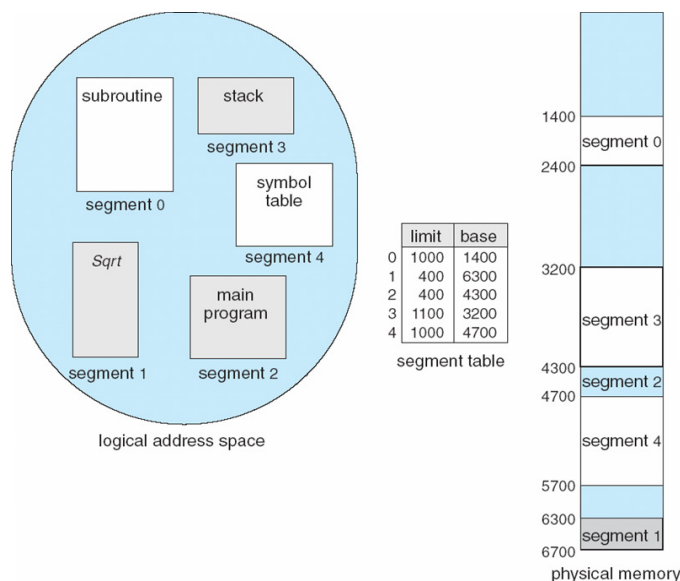 subroutine
stack
segment 3
segment 0
symbol
table
segment 4
Sqrt
main
program
segment 1
segment 2
logical address space
limit base
0 1000 1400
1 400 6300
2 400 4300
3 1100 3200
4 1000 4700
segment table
1400
segment 0
2400
3200
segment 3
4300
segment 2
4700
segment 4
5700
6300
segment 1
6700
physical memory